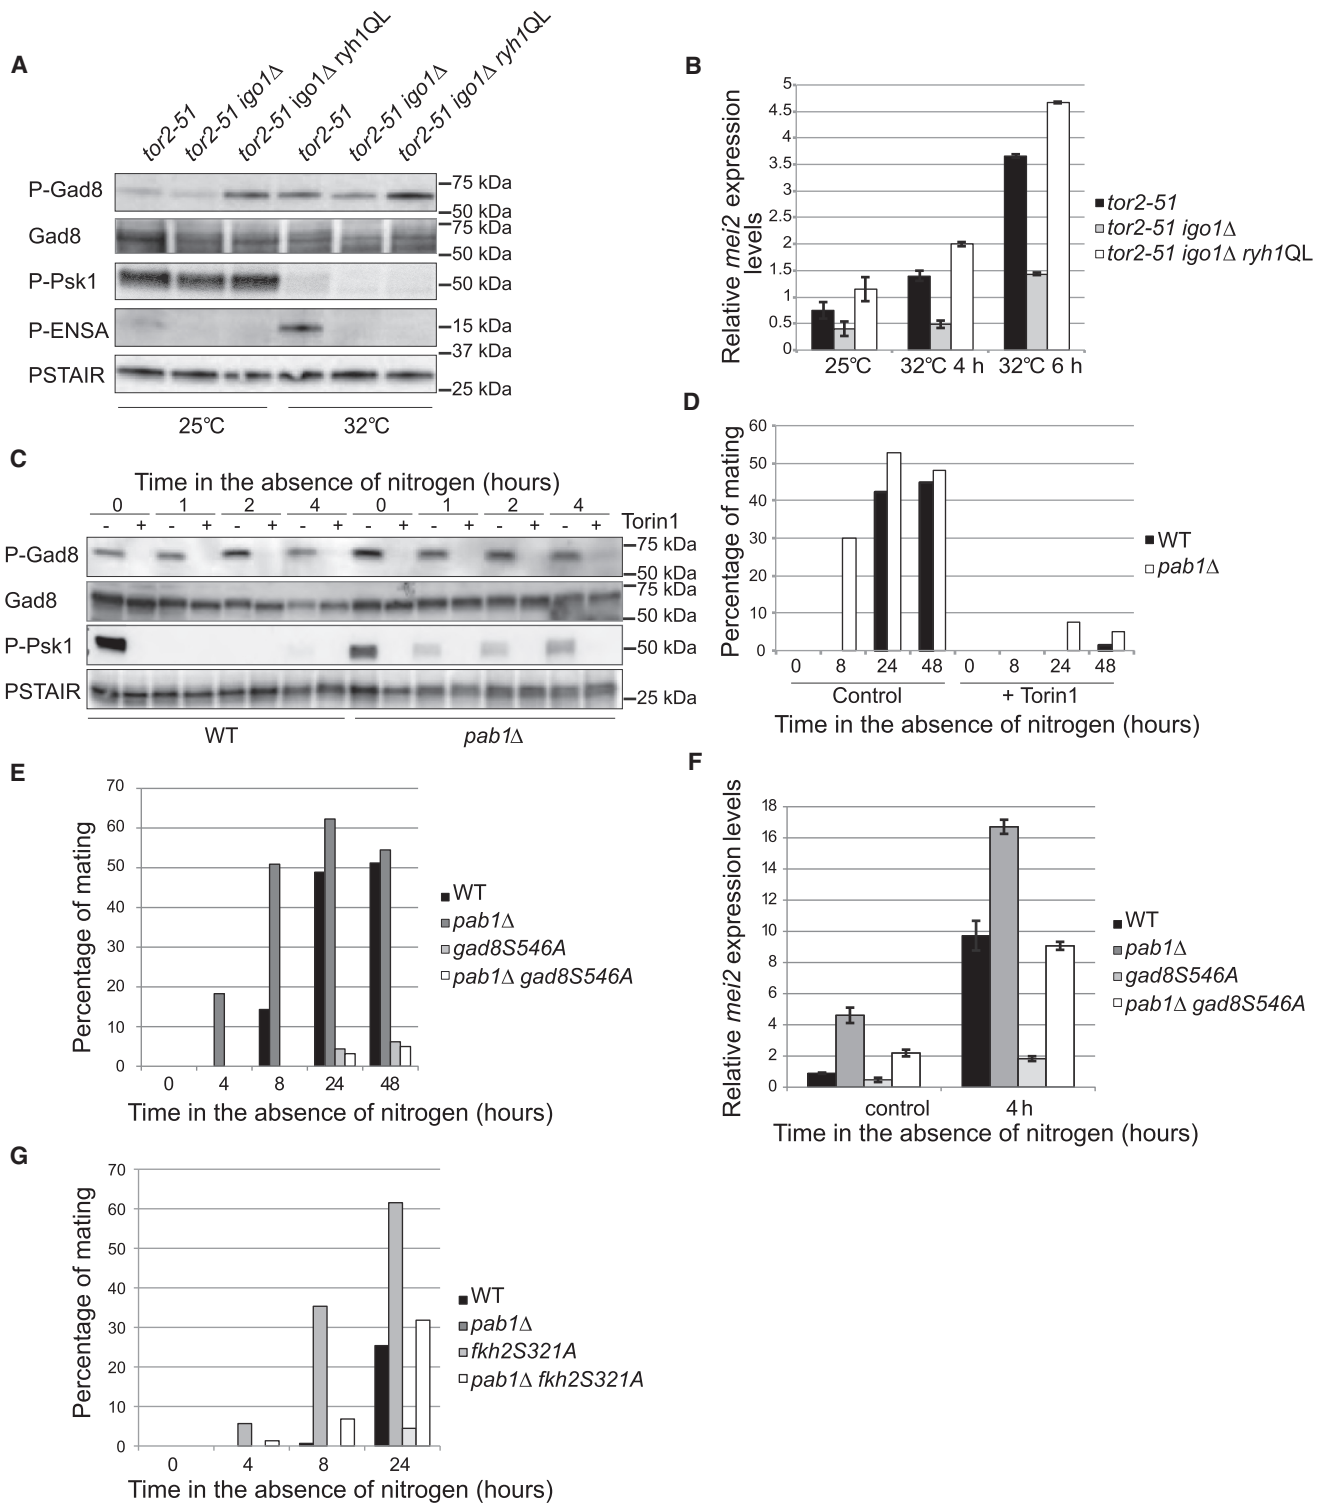 A
tor2-51
tor2-51 igo1Δ
tor2-51 igo1Δ ryh1QL
tor2-51
tor2-51 igo1Δ
tor2-51 igo1Δ ryh1QL
P-Gad8
75 kDa
50 kDa
Gad8
75 kDa
50 kDa
P-Psk1
50 kDa
P-ENSA
15 kDa
PSTAIR
37 kDa
25 kDa
25°C 32°C
B
Relative mei2 expression
levels
5
4.5
4
3.5
3
2.5
2
1.5
1
0.5
0
25°C 32°C 4 h 32°C 6 h
tor2-51
tor2-51 igo1Δ
tor2-51 igo1Δ ryh1QL
C
Time in the absence of nitrogen (hours)
0 1 2 4 0 1 2 4
- + - + - + - + - + - + - + - + Torin1
P-Gad8
75 kDa
50 kDa
Gad8
75 kDa
50 kDa
P-Psk1
50 kDa
PSTAIR
25 kDa
WT pab1Δ
D
Percentage of mating
60
50
40
30
20
10
0
0 8 24 48 0 8 24 48
Control + Torin1
Time in the absence of nitrogen (hours)
WT
pab1Δ
E
Percentage of mating
70
60
50
40
30
20
10
0
0 4 8 24 48
Time in the absence of nitrogen (hours)
WT
pab1Δ
gad8S546A
pab1Δ gad8S546A
F
Relative mei2 expression levels
18
16
14
12
10
8
6
4
2
0
control 4 h
Time in the absence of nitrogen (hours)
WT
pab1Δ
gad8S546A
pab1Δ gad8S546A
G
Percentage of mating
70
60
50
40
30
20
10
0
0 4 8 24
Time in the absence of nitrogen (hours)
WT
pab1Δ
fkh2S321A
pab1Δ fkh2S321A